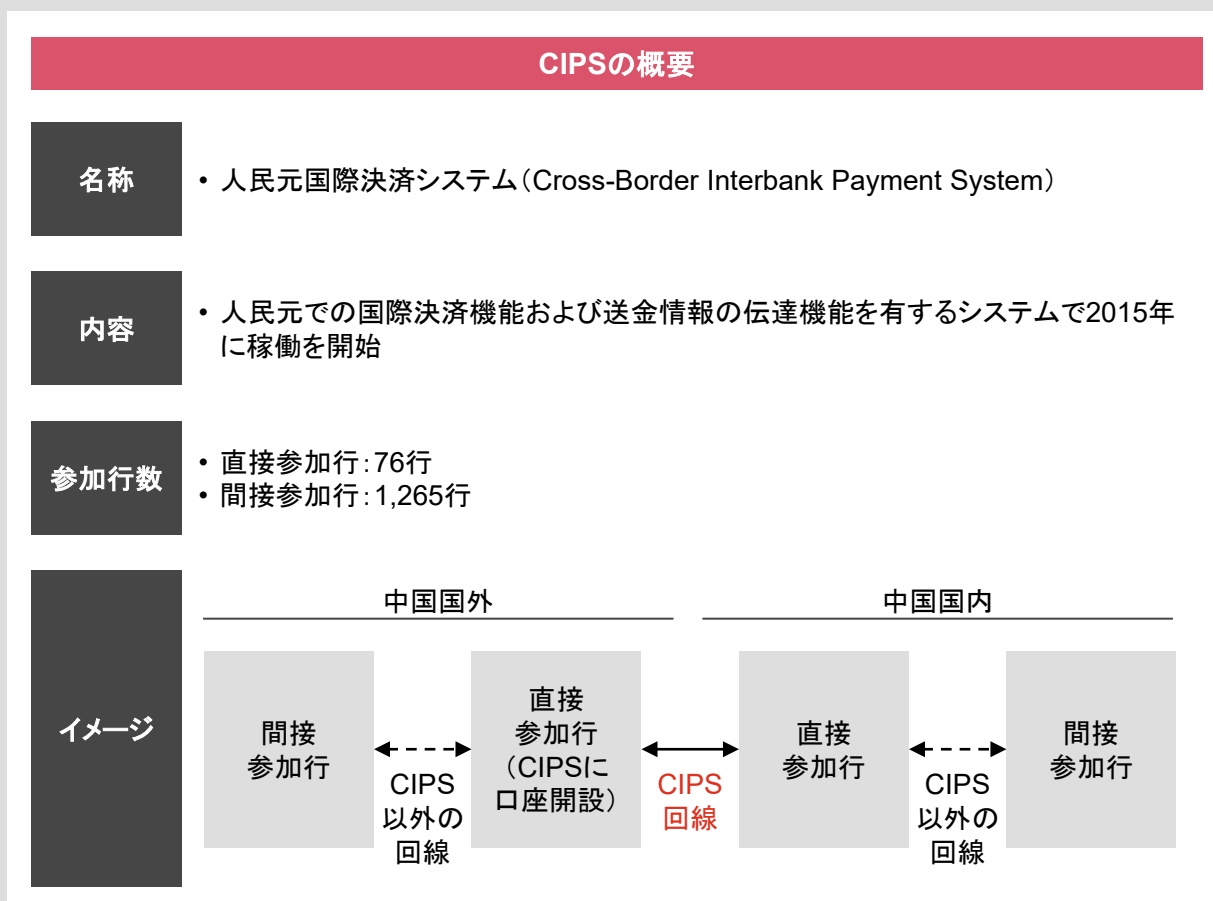 CIPSの概要
名称
• 人民元国際決済システム（Cross-Border Interbank Payment System）
内容
• 人民元での国際決済機能および送金情報の伝達機能を有するシステムで2015年
に稼働を開始
参加行数
• 直接参加行：76行
• 間接参加行：1,265行
イメージ
中国国外
中国国内
間接
参加行
CIPS
以外の
回線
直接
参加行
（CIPSに
口座開設）
CIPS
回線
直接
参加行
CIPS
以外の
回線
間接
参加行